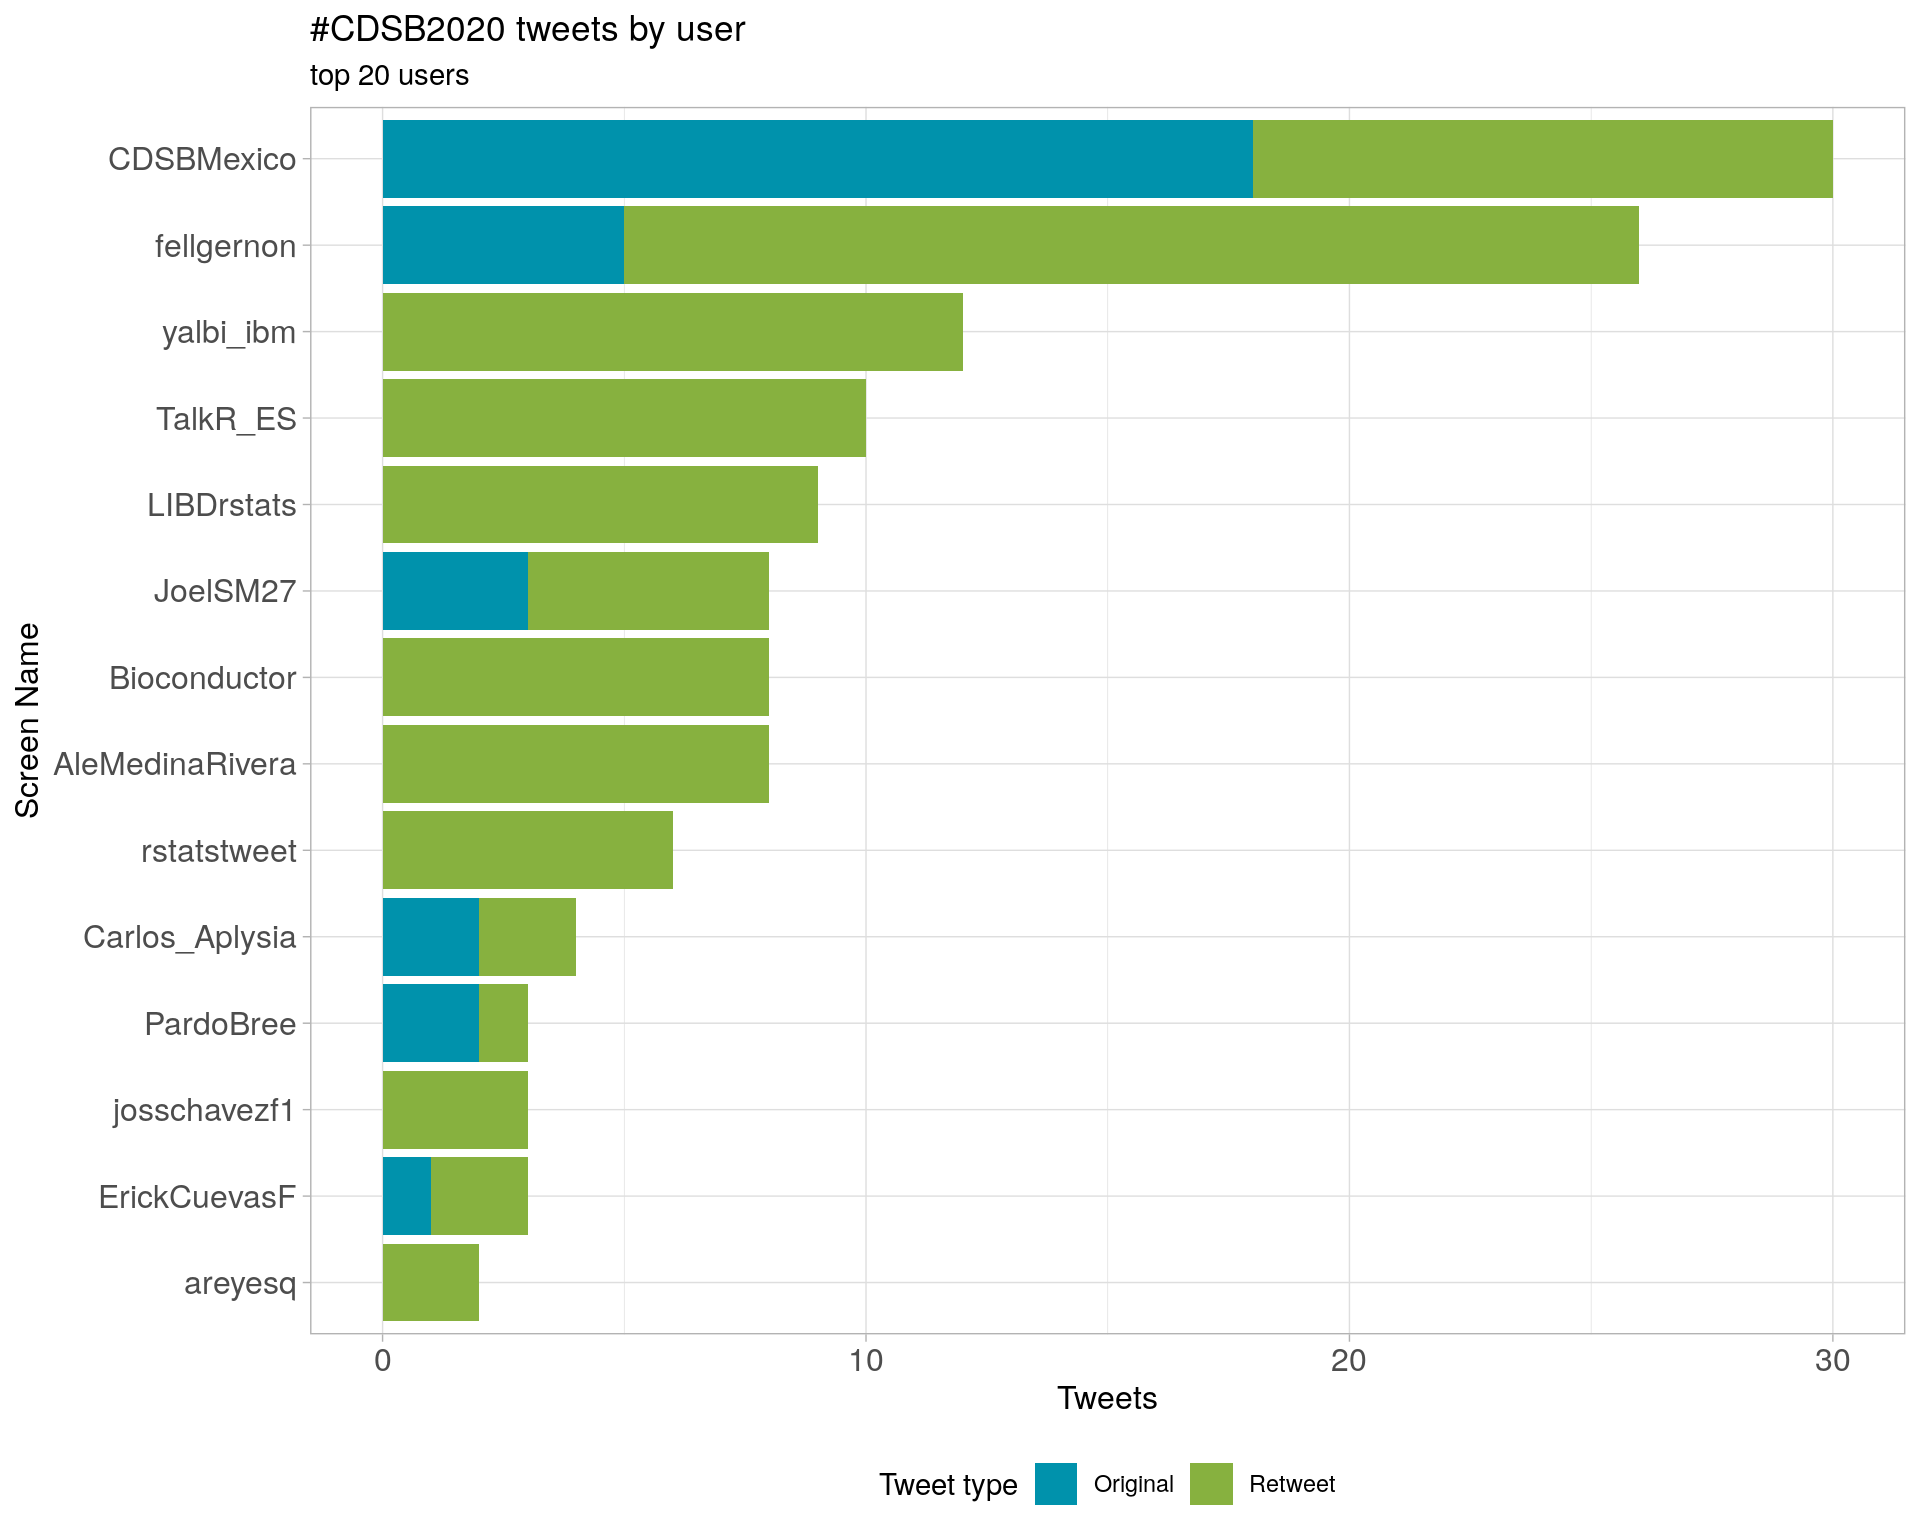 #CDSB2020 tweets by user
top 20 users
Screen Name
CDSBMexico
fellgernon
yalbi_ibm
TalkR_ES
LIBDrstats
JoelSM27
Bioconductor
AleMedinaRivera
rstatstweet
Carlos_Aplysia
PardoBree
josschavezf1
ErickCuevasF
areyesq
0 10 20 30
Tweets
Tweet type Original Retweet